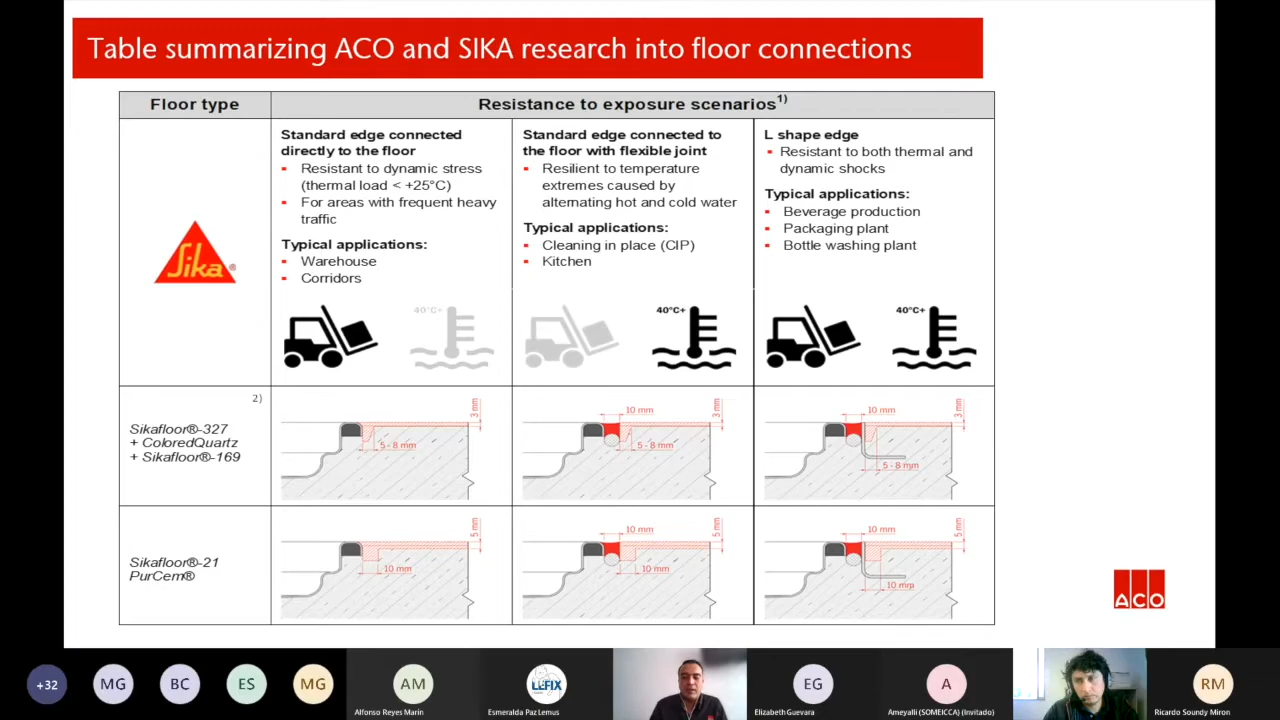 Table summarizing ACO and SIKA research into floor connections
Floor type
Resistance to exposure scenarios1)
Standard edge connected
directly to the floor
Resistant to dynamic stress
(thermal load < +25°C)
For areas with frequent heavy
traffic
Typical applications:
Warehouse
Corridors
Standard edge connected to
the floor with flexible joint
Resilient to temperature
extremes caused by
alternating hot and cold water
Typical applications:
Cleaning in place (CIP)
Kitchen
L shape edge
Resistant to both thermal and
dynamic shocks
Typical applications:
Beverage production
Packaging plant
Bottle washing plant
Sika®
40°C+
40°C+
40°C+
2)
Sikafloor®-327
+ ColoredQuartz
+ Sikafloor®-169
3 mm
5 - 8 mm
10 mm
3 mm
5 - 8 mm
10 mm
3 mm
5 - 8 mm
Sikafloor®-21
PurCem®
5 mm
10 mm
10 mm
5 mm
10 mm
10 mm
5 mm
10 mm
ACO
+32
MG
BC
ES
MG
AM
Alfonso Reyes Marin
LEFIX
Esmeralda Paz Lemus
EG
Elizabeth Guevara
A
Ameyalli (SOMEICCA) (Invitado)
RM
Ricardo Soundy Miron